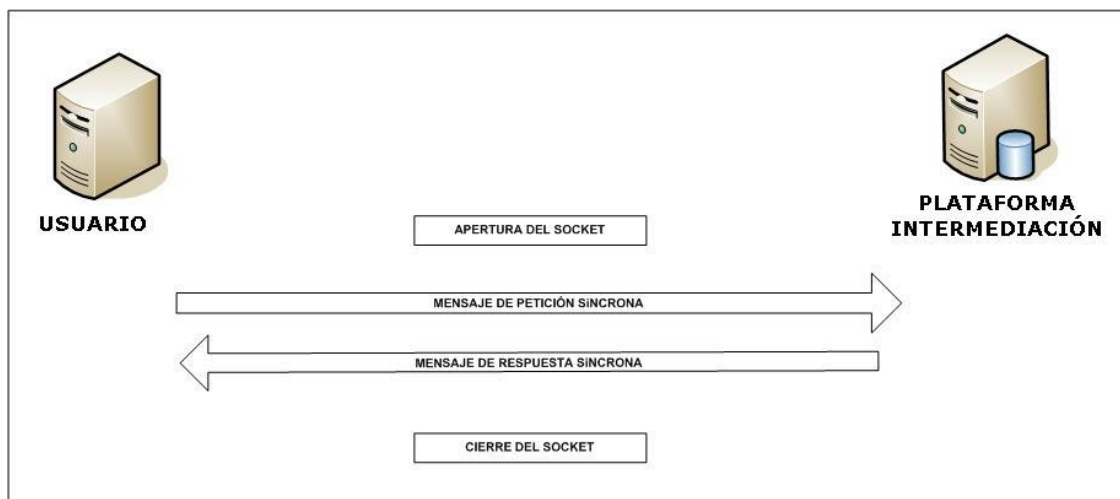 USUARIO
PLATAFORMA
INTERMEDIACIÓN
APERTURA DEL SOCKET
MENSAJE DE PETICIÓN SíNCRONA
MENSAJE DE RESPUESTA SíNCRONA
CIERRE DEL SOCKET